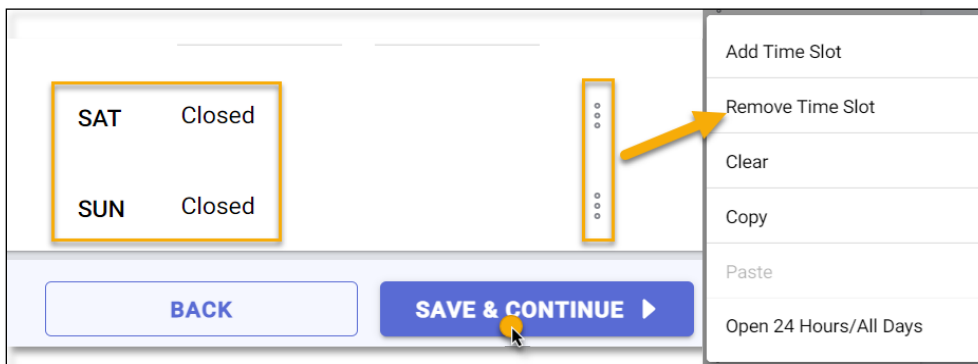 SAT Closed
SUN Closed
BACK
SAVE & CONTINUE
Add Time Slot
Remove Time Slot
Clear
Copy
Paste
Open 24 Hours/All Days